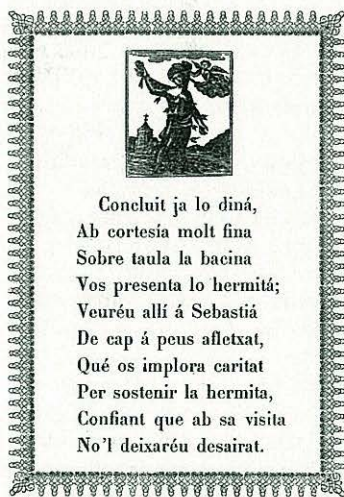 Concluit ja lo diná,
Ab cortesía molt fina
Sobre taula la bacina
Vos presenta lo hermitá;
Veuréu allí á Sebastiá
De cap á peus afletxat,
Qué os implora caritat
Per sostenir la hermita,
Confiant que ab sa visita
No'l deixaréu desairat.